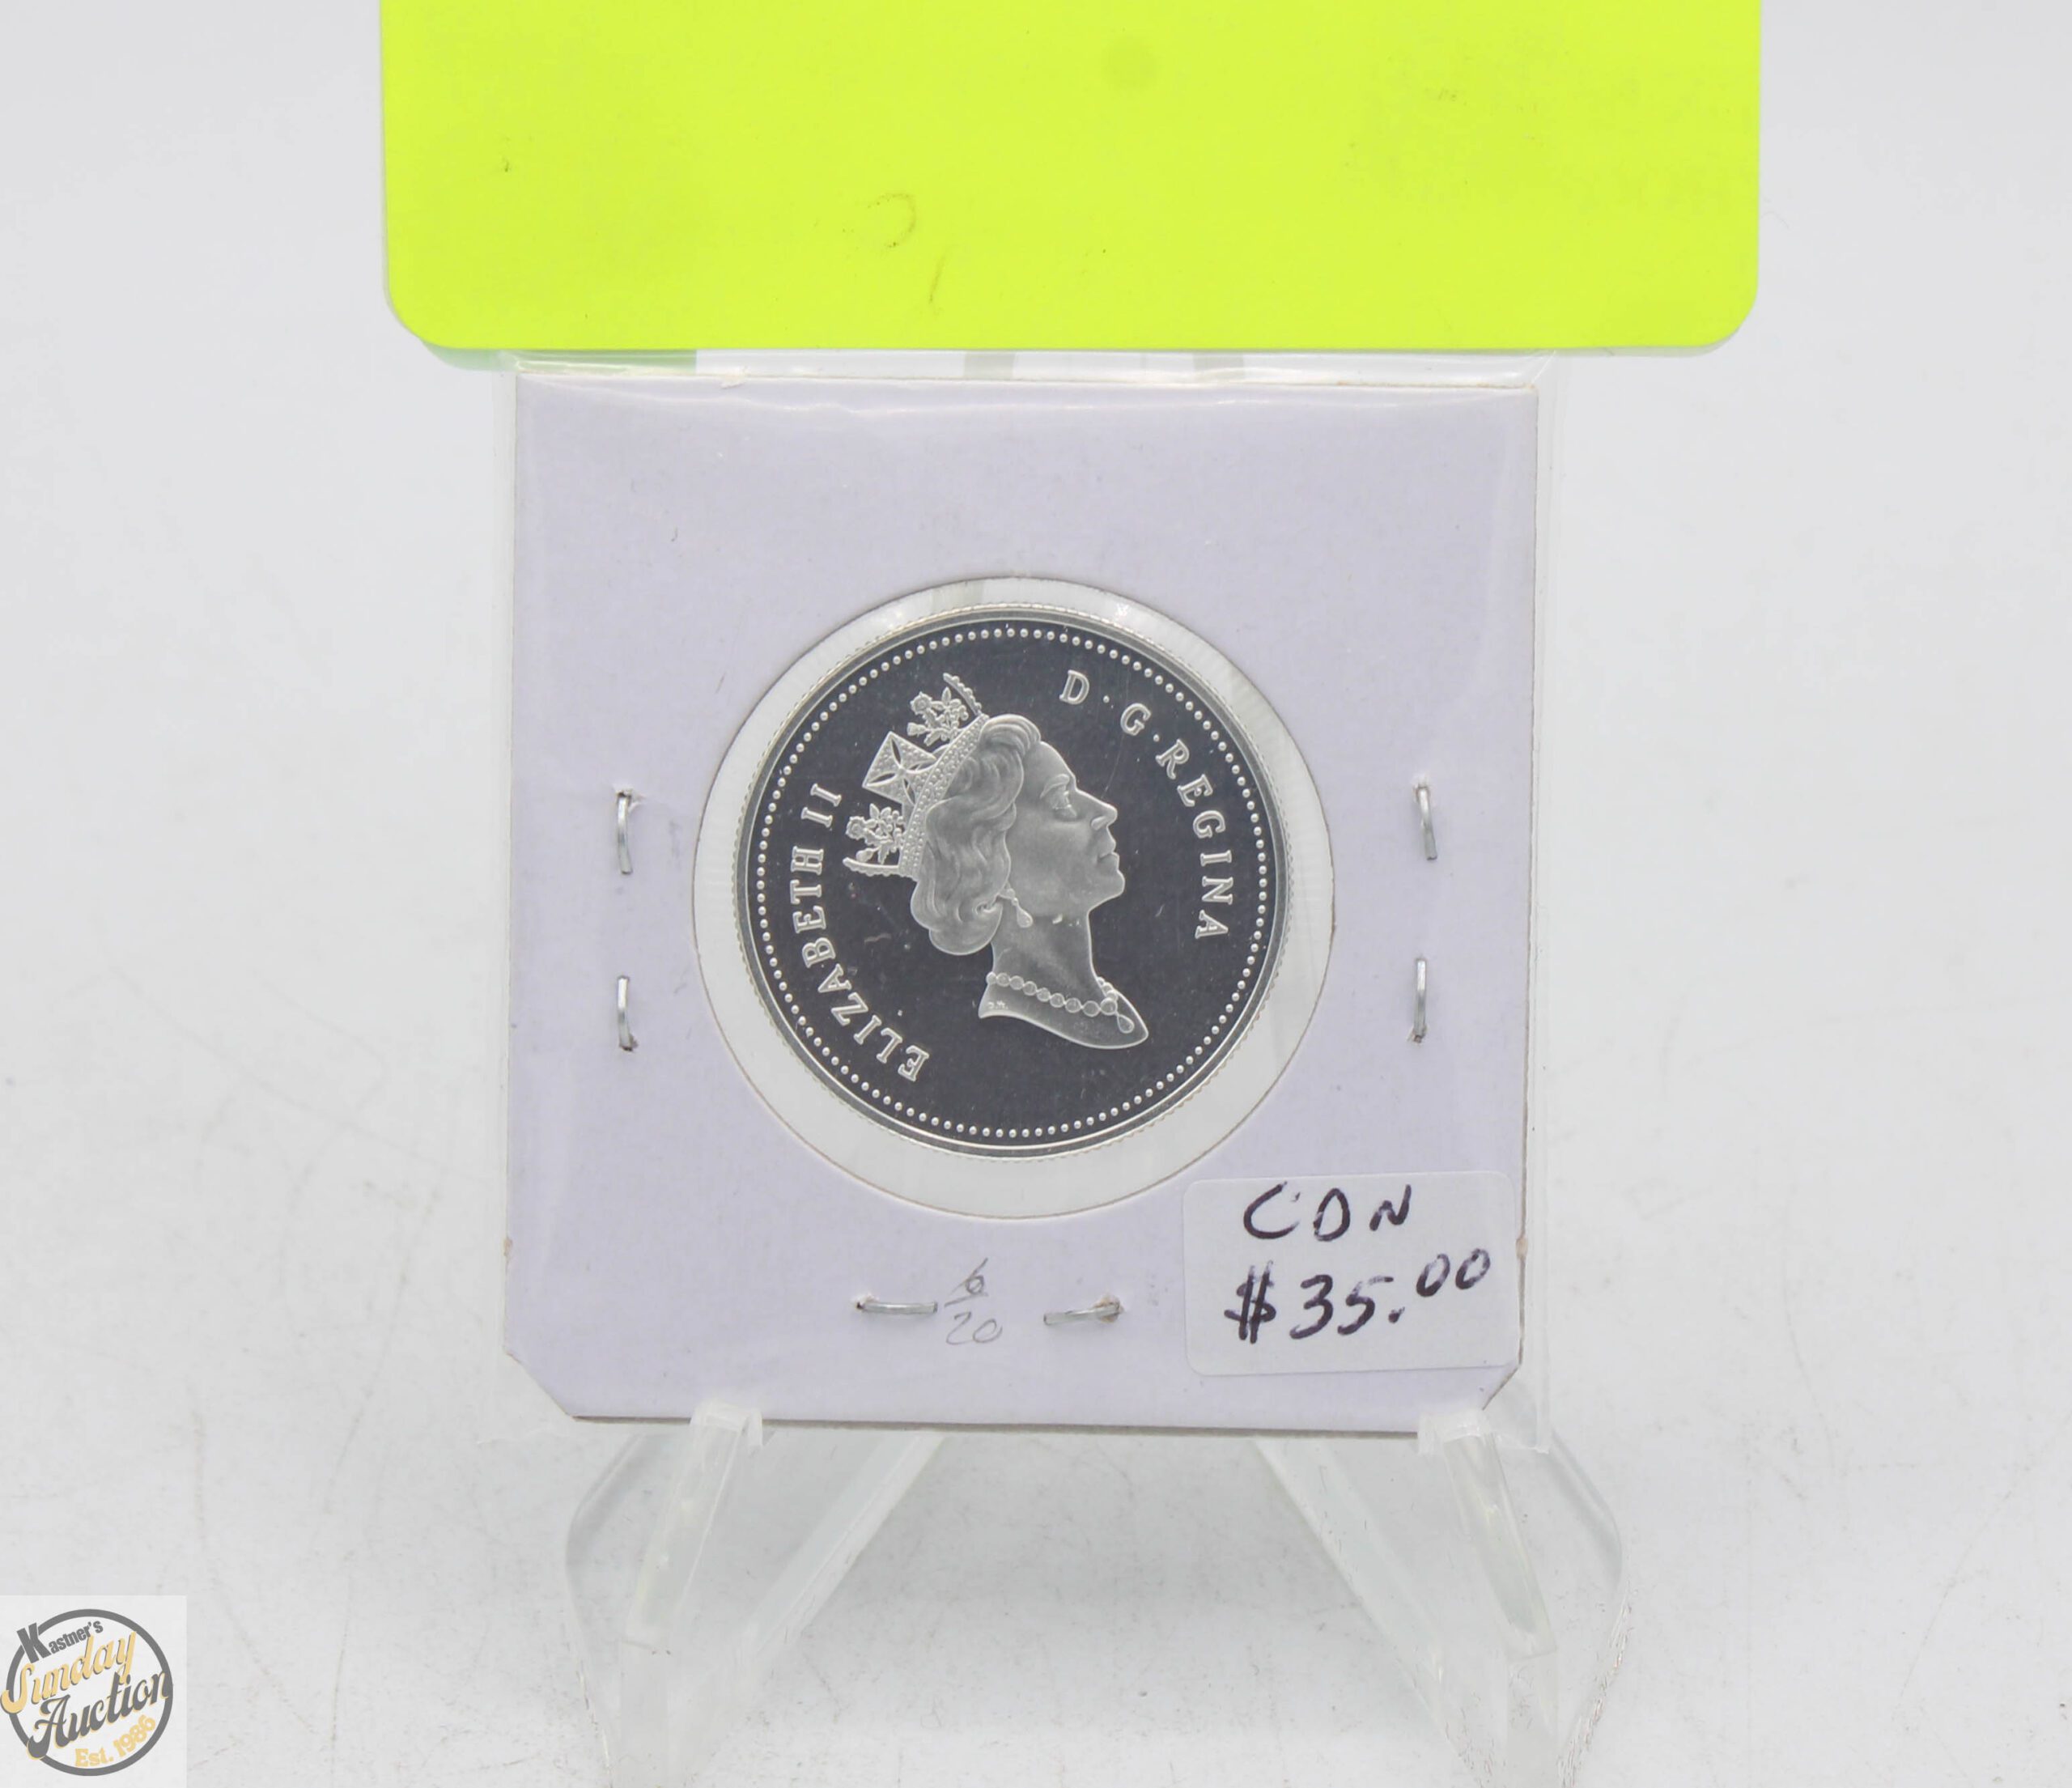 ELIZABETH II D·G·REGINA
CDN
$35.00
6
20
Kastner's
Sunday
Auction
Est. 1986